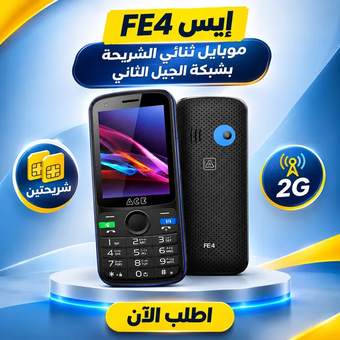 إيس FE4
موبايل ثنائي الشريحة
بشبكة الجيل الثاني
شريحتين
2G
ACE
FE4
اطلب الآن